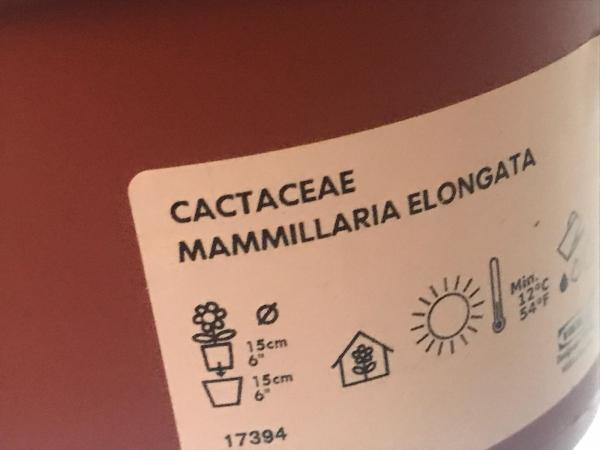 CACTACEAE
MAMMILLARIA ELONGATA
Ø
15cm
6"
15cm
6"
Min.
12°C
54°F
17394